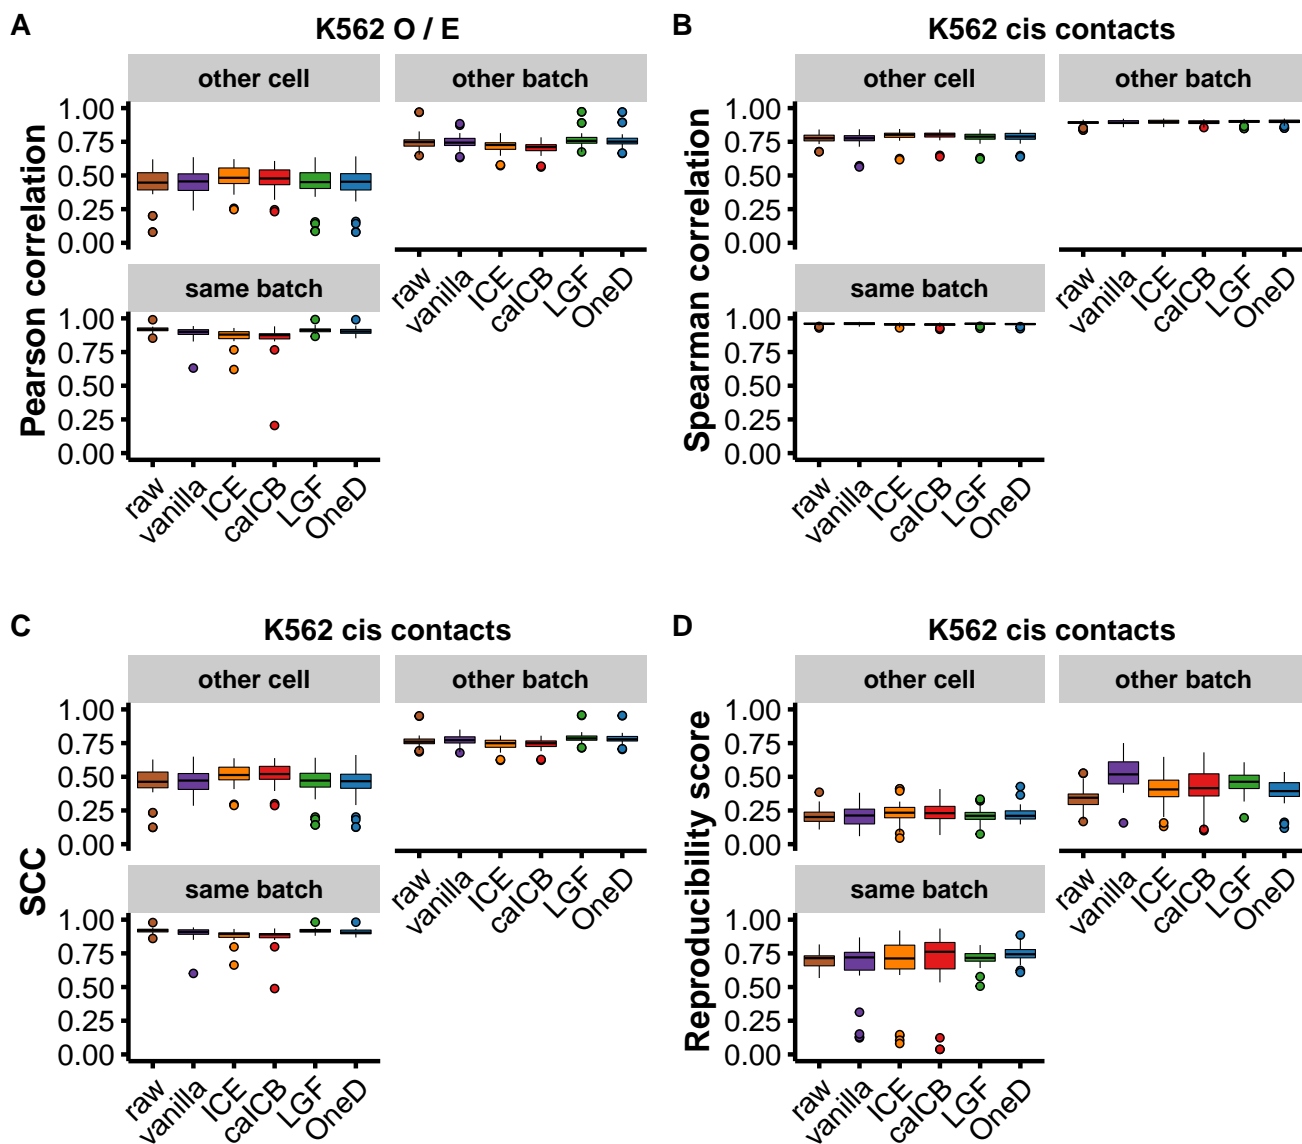 A
K562 O / E
other cell
other batch
Pearson correlation
1.00
0.75
0.50
0.25
0.00
raw
vanilla
ICE
calCB
LGF
OneD
same batch
1.00
0.75
0.50
0.25
0.00
raw
vanilla
ICE
calCB
LGF
OneD
B
K562 cis contacts
other cell
other batch
Spearman correlation
1.00
0.75
0.50
0.25
0.00
raw
vanilla
ICE
calCB
LGF
OneD
same batch
1.00
0.75
0.50
0.25
0.00
raw
vanilla
ICE
calCB
LGF
OneD
C
K562 cis contacts
other cell
other batch
SCC
1.00
0.75
0.50
0.25
0.00
raw
vanilla
ICE
calCB
LGF
OneD
same batch
1.00
0.75
0.50
0.25
0.00
raw
vanilla
ICE
calCB
LGF
OneD
D
K562 cis contacts
other cell
other batch
Reproducibility score
1.00
0.75
0.50
0.25
0.00
raw
vanilla
ICE
calCB
LGF
OneD
same batch
1.00
0.75
0.50
0.25
0.00
raw
vanilla
ICE
calCB
LGF
OneD